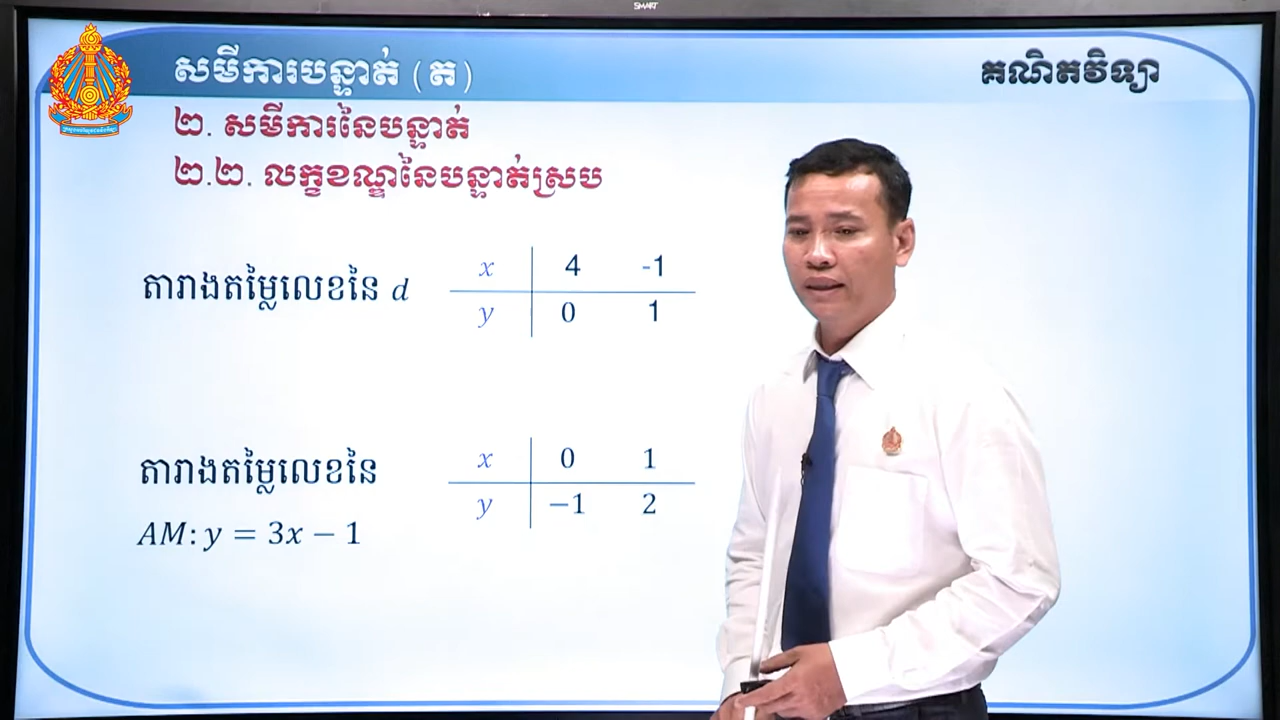 SMART
សមីការបន្ទាត់ (ត)
គណិតវិទ្យា
២. សមីការនៃបន្ទាត់
២.២. លក្ខខណ្ឌនៃបន្ទាត់ស្រប
តារាងតម្លៃលេខនៃ d
x 4 -1
y 0 1
តារាងតម្លៃលេខនៃ
AM: y = 3x − 1
x 0 1
y −1 2